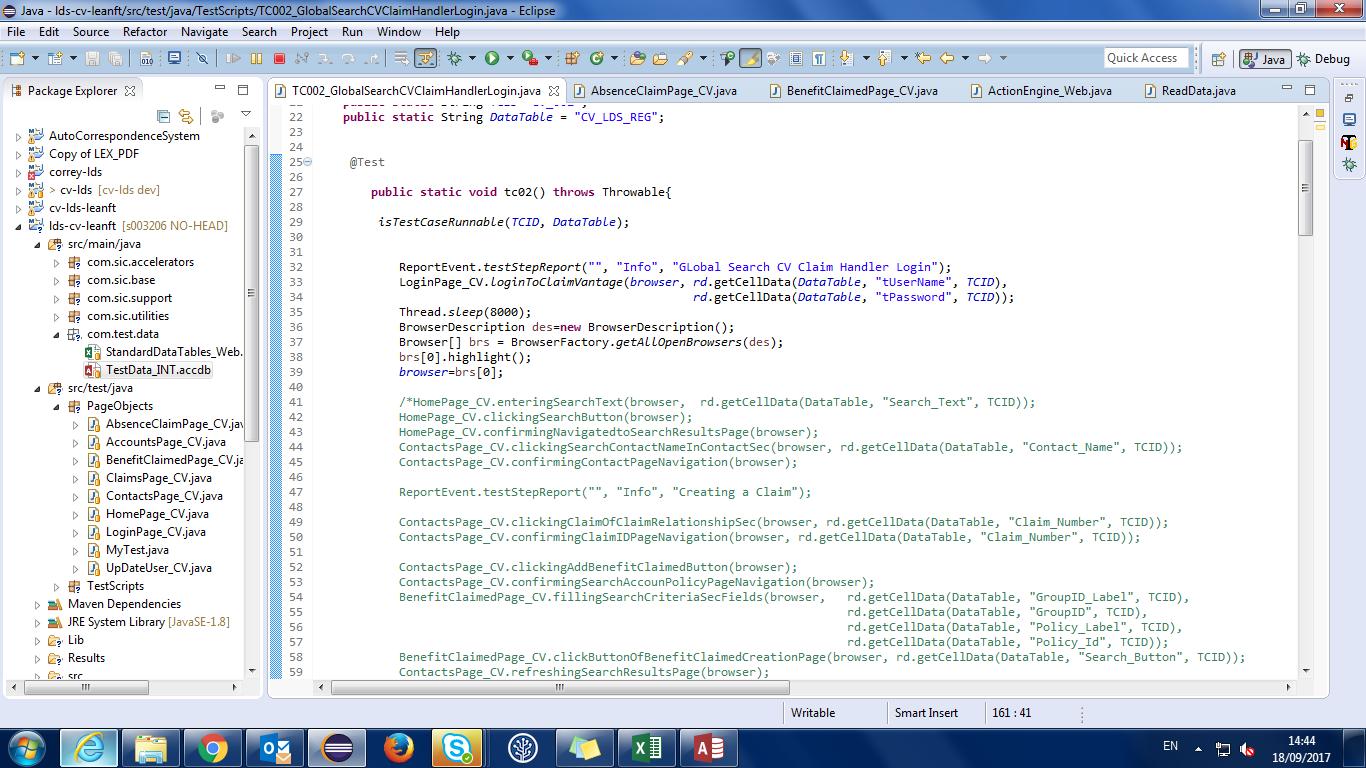 Java - lds-cv-leanft/src/test/java/TestScripts/TC002_GlobalSearchCVClaimHandlerLogin.java - Eclipse
File Edit Source Refactor Navigate Search Project Run Window Help
Quick Access Java Debug
Package Explorer
AutoCorrespondenceSystem
Copy of LEX_PDF
correy-lds
> cv-lds [cv-lds dev]
cv-lds-leanft
lds-cv-leanft [s003206 NO-HEAD]
src/main/java
com.sic.accelerators
com.sic.base
com.sic.support
com.sic.utilities
com.test.data
StandardDataTables_Web.
TestData_INT.accdb
src/test/java
PageObjects
AbsenceClaimPage_CV.jav
AccountsPage_CV.java
BenefitClaimedPage_CV.ja
ClaimsPage_CV.java
ContactsPage_CV.java
HomePage_CV.java
LoginPage_CV.java
MyTest.java
UpDateUser_CV.java
TestScripts
Maven Dependencies
JRE System Library [JavaSE-1.8]
Lib
Results
src
TC002_GlobalSearchCVClaimHandlerLogin.java AbsenceClaimPage_CV.java BenefitClaimedPage_CV.java ActionEngine_Web.java ReadData.java
22 public static String DataTable = "CV_LDS_REG";
23
24
25 @Test
26
27 public static void tc02() throws Throwable{
28
29 isTestCaseRunnable(TCID, DataTable);
30
31
32 ReportEvent.testStepReport("", "Info", "GLobal Search CV Claim Handler Login");
33 LoginPage_CV.loginToClaimVantage(browser, rd.getCellData(DataTable, "tUserName", TCID),
34 rd.getCellData(DataTable, "tPassword", TCID));
35 Thread.sleep(8000);
36 BrowserDescription des=new BrowserDescription();
37 Browser[] brs = BrowserFactory.getAllOpenBrowsers(des);
38 brs[0].highlight();
39 browser=brs[0];
40
41 /*HomePage_CV.enteringSearchText(browser, rd.getCellData(DataTable, "Search_Text", TCID));
42 HomePage_CV.clickingSearchButton(browser);
43 HomePage_CV.confirmingNavigatedtoSearchResultsPage(browser);
44 ContactsPage_CV.clickingSearchContactNameInContactSec(browser, rd.getCellData(DataTable, "Contact_Name", TCID));
45 ContactsPage_CV.confirmingContactPageNavigation(browser);
46
47 ReportEvent.testStepReport("", "Info", "Creating a Claim");
48
49 ContactsPage_CV.clickingClaimOfClaimRelationshipSec(browser, rd.getCellData(DataTable, "Claim_Number", TCID));
50 ContactsPage_CV.confirmingClaimIDPageNavigation(browser, rd.getCellData(DataTable, "Claim_Number", TCID));
51
52 ContactsPage_CV.clickingAddBenefitClaimedButton(browser);
53 ContactsPage_CV.confirmingSearchAccounPolicyPageNavigation(browser);
54 BenefitClaimedPage_CV.fillingSearchCriteriaSecFields(browser, rd.getCellData(DataTable, "GroupID_Label", TCID),
55 rd.getCellData(DataTable, "GroupID", TCID),
56 rd.getCellData(DataTable, "Policy_Label", TCID),
57 rd.getCellData(DataTable, "Policy_Id", TCID));
58 BenefitClaimedPage_CV.clickButtonOfBenefitClaimedCreationPage(browser, rd.getCellData(DataTable, "Search_Button", TCID));
59 ContactsPage_CV.refreshingSearchResultsPage(browser);
Writable Smart Insert 161 : 41
EN 14:44
18/09/2017